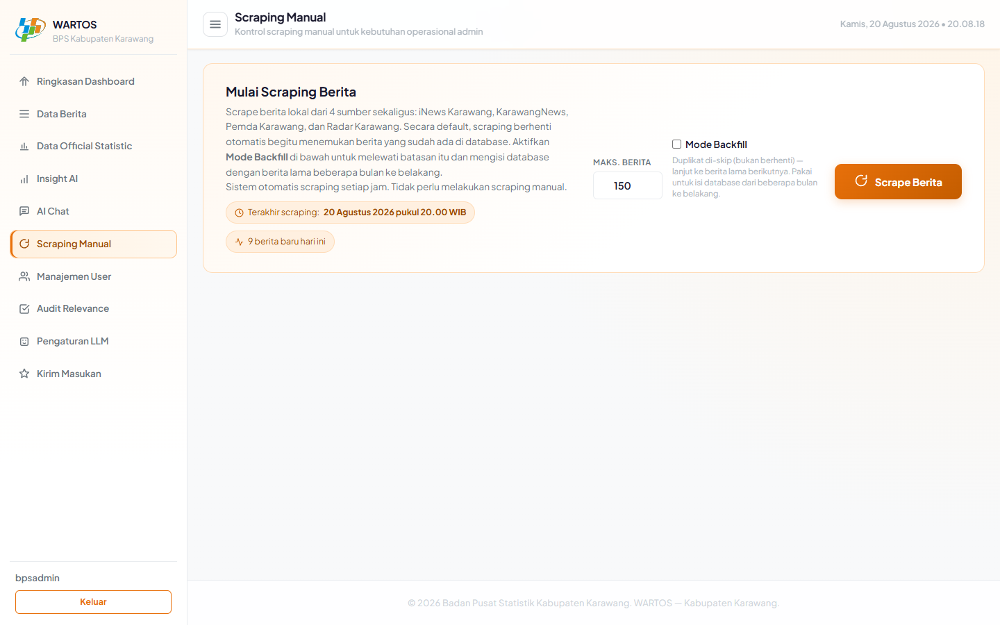 WARTOS
BPS Kabupaten Karawang
Ringkasan Dashboard
Data Berita
Data Official Statistic
Insight AI
AI Chat
Scraping Manual
Manajemen User
Audit Relevance
Pengaturan LLM
Kirim Masukan
bpsadmin
Keluar
Scraping Manual
Kontrol scraping manual untuk kebutuhan operasional admin
Kamis, 20 Agustus 2026 • 20.08.18
Mulai Scraping Berita
Scrape berita lokal dari 4 sumber sekaligus: iNews Karawang, KarawangNews,
Pemda Karawang, dan Radar Karawang. Secara default, scraping berhenti
otomatis begitu menemukan berita yang sudah ada di database. Aktifkan
Mode Backfill di bawah untuk melewati batasan itu dan mengisi database
dengan berita lama beberapa bulan ke belakang.
Sistem otomatis scraping setiap jam. Tidak perlu melakukan scraping manual.
Terakhir scraping: 20 Agustus 2026 pukul 20.00 WIB
9 berita baru hari ini
MAKS. BERITA
150
Mode Backfill
Duplikat di-skip (bukan berhenti) —
lanjut ke berita lama berikutnya. Pakai
untuk isi database dari beberapa bulan
ke belakang.
Scrape Berita
© 2026 Badan Pusat Statistik Kabupaten Karawang. WARTOS — Kabupaten Karawang.